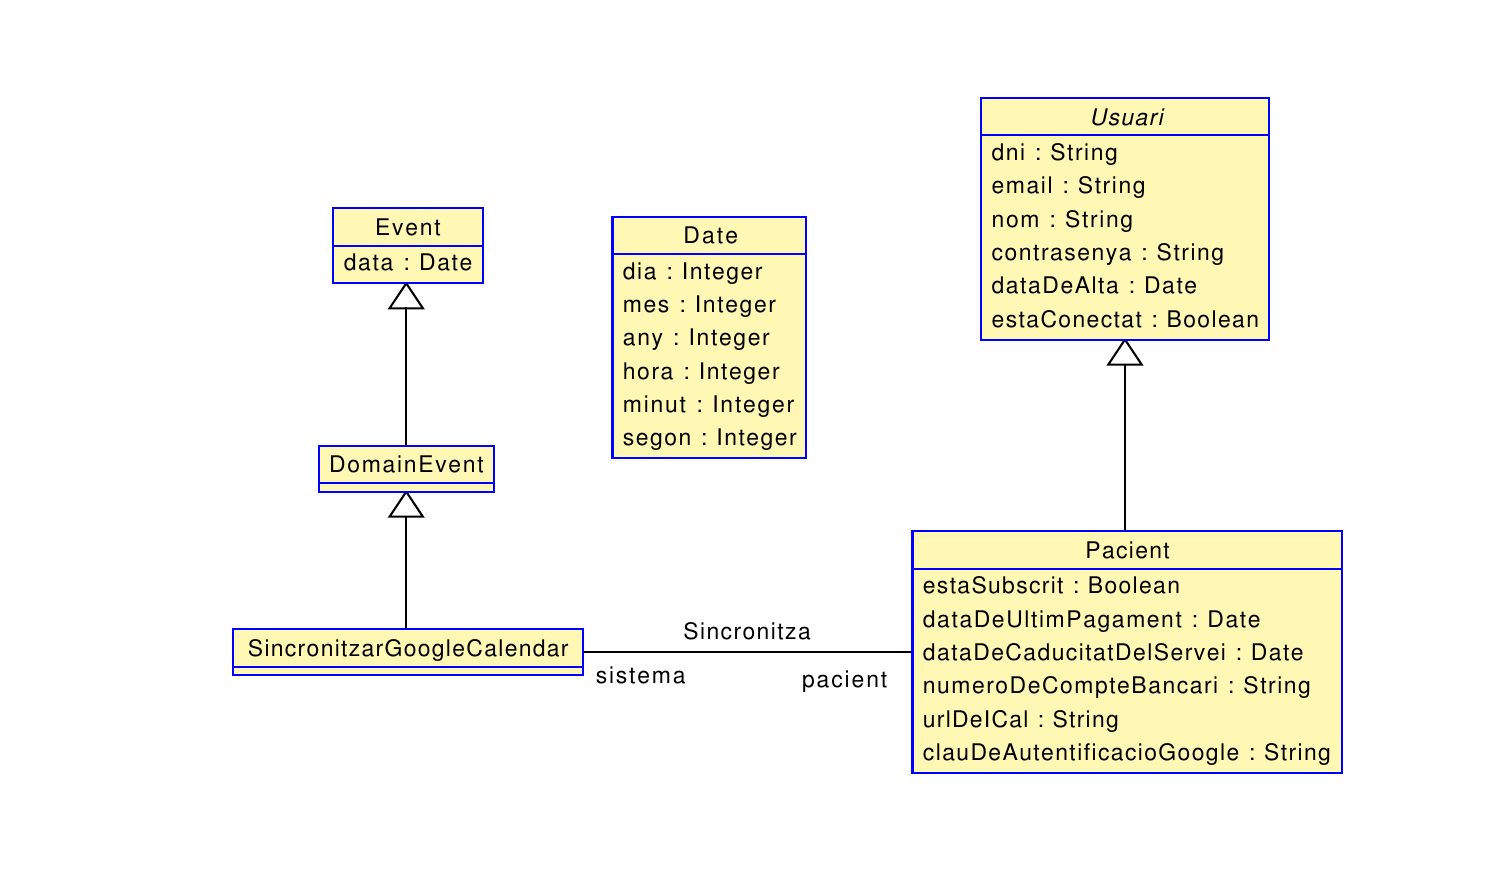 Usuari
dni : String
email : String
nom : String
contrasenya : String
dataDeAlta : Date
estaConectat : Boolean
Event
data : Date
Date
dia : Integer
mes : Integer
any : Integer
hora : Integer
minut : Integer
segon : Integer
DomainEvent
Pacient
estaSubscrit : Boolean
dataDeUltimPagament : Date
dataDeCaducitatDelServei : Date
numeroDeCompteBancari : String
urlDeICal : String
clauDeAutentificacioGoogle : String
SincronitzarGoogleCalendar
Sincronitza
sistema
pacient